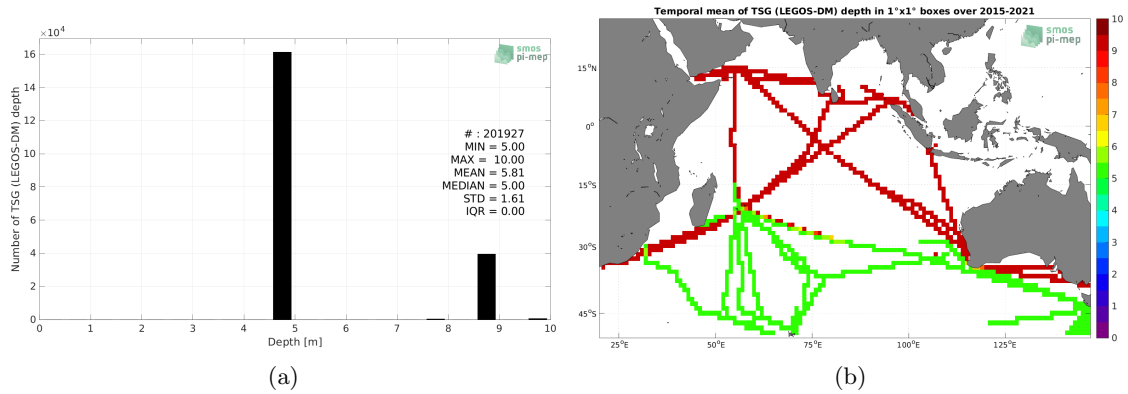 ×10⁴
16
14
12
10
8
6
4
2
0
Number of TSG (LEGOS-DM) depth
smos
pi-mep
# : 201927
MIN = 5.00
MAX = 10.00
MEAN = 5.81
MEDIAN = 5.00
STD = 1.61
IQR = 0.00
0 1 2 3 4 5 6 7 8 9 10
Depth [m]
(a)
Temporal mean of TSG (LEGOS-DM) depth in 1°x1° boxes over 2015-2021
smos
pi-mep
15°N
0°
15°S
30°S
45°S
25°E 50°E 75°E 100°E 125°E
10
9
8
7
6
5
4
3
2
1
0
(b)